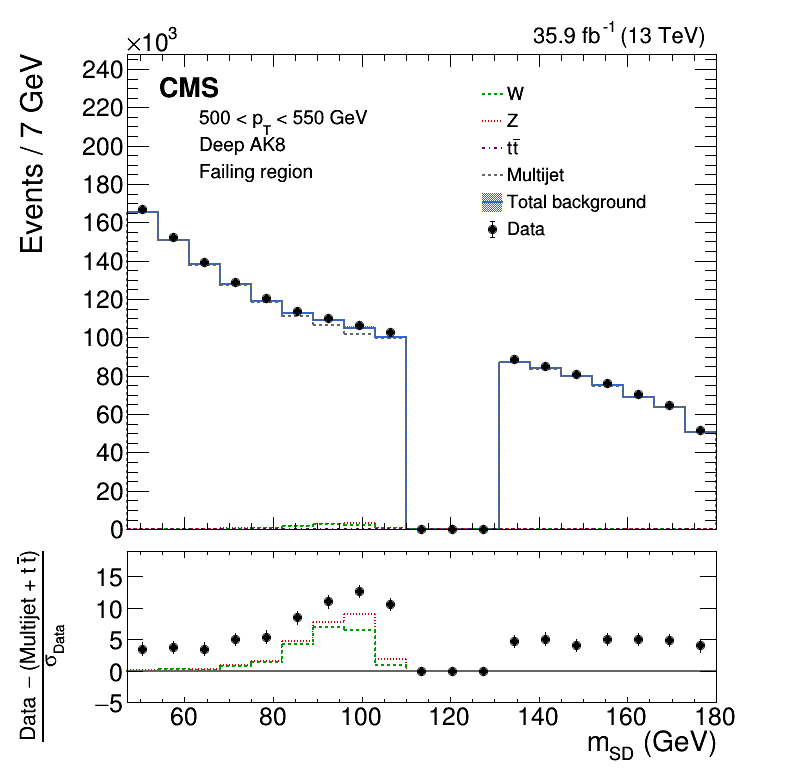 ×10³
35.9 fb⁻¹ (13 TeV)
CMS
500 < p_T < 550 GeV
Deep AK8
Failing region
W
Z
tt̄
Multijet
Total background
Data
Events / 7 GeV
240
220
200
180
160
140
120
100
80
60
40
20
0
Data − (Multijet + tt̄)
σ_Data
15
10
5
0
−5
60 80 100 120 140 160 180
m_SD (GeV)